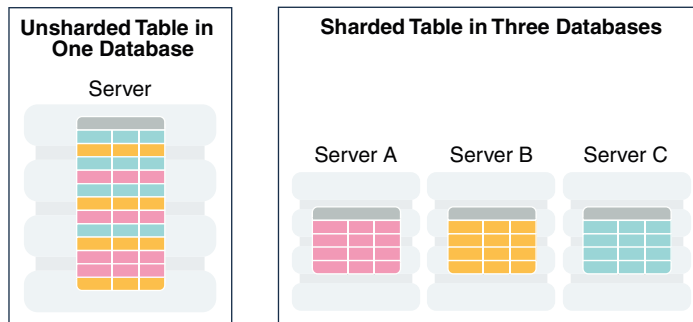 Unsharded Table in
One Database
Server
Sharded Table in Three Databases
Server A
Server B
Server C